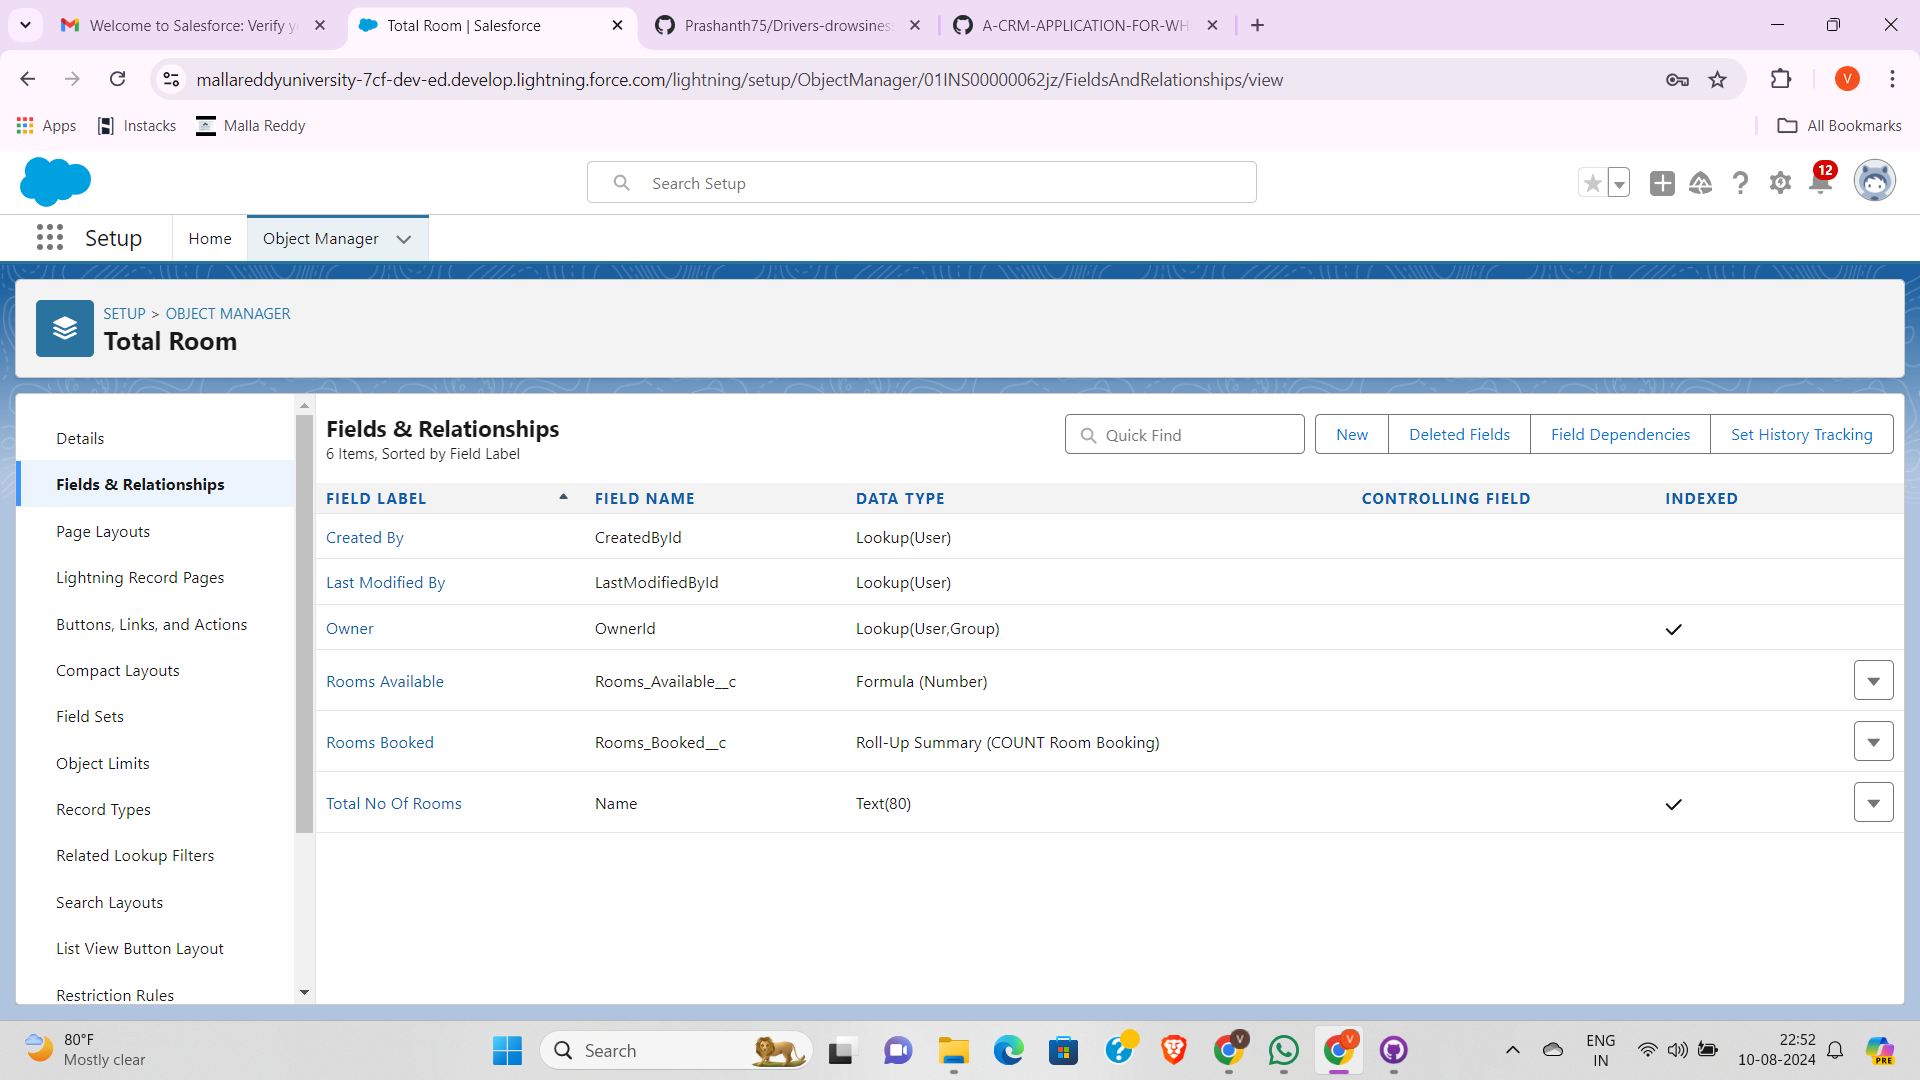 Welcome to Salesforce: Verify y
Total Room | Salesforce
Prashanth75/Drivers-drowsines
A-CRM-APPLICATION-FOR-WH
mallareddyuniversity-7cf-dev-ed.develop.lightning.force.com/lightning/setup/ObjectManager/01INS00000062jz/FieldsAndRelationships/view
V
Apps
Instacks
Malla Reddy
All Bookmarks
Search Setup
12
Setup
Home
Object Manager
SETUP > OBJECT MANAGER
Total Room
Details
Fields & Relationships
Page Layouts
Lightning Record Pages
Buttons, Links, and Actions
Compact Layouts
Field Sets
Object Limits
Record Types
Related Lookup Filters
Search Layouts
List View Button Layout
Restriction Rules
Fields & Relationships
6 Items, Sorted by Field Label
Quick Find
New
Deleted Fields
Field Dependencies
Set History Tracking
FIELD LABEL FIELD NAME DATA TYPE CONTROLLING FIELD INDEXED
Created By CreatedById Lookup(User)
Last Modified By LastModifiedById Lookup(User)
Owner OwnerId Lookup(User,Group)
Rooms Available Rooms_Available__c Formula (Number)
Rooms Booked Rooms_Booked__c Roll-Up Summary (COUNT Room Booking)
Total No Of Rooms Name Text(80)
80°F
Mostly clear
Search
V
V
ENG
IN
22:52
10-08-2024
PRE